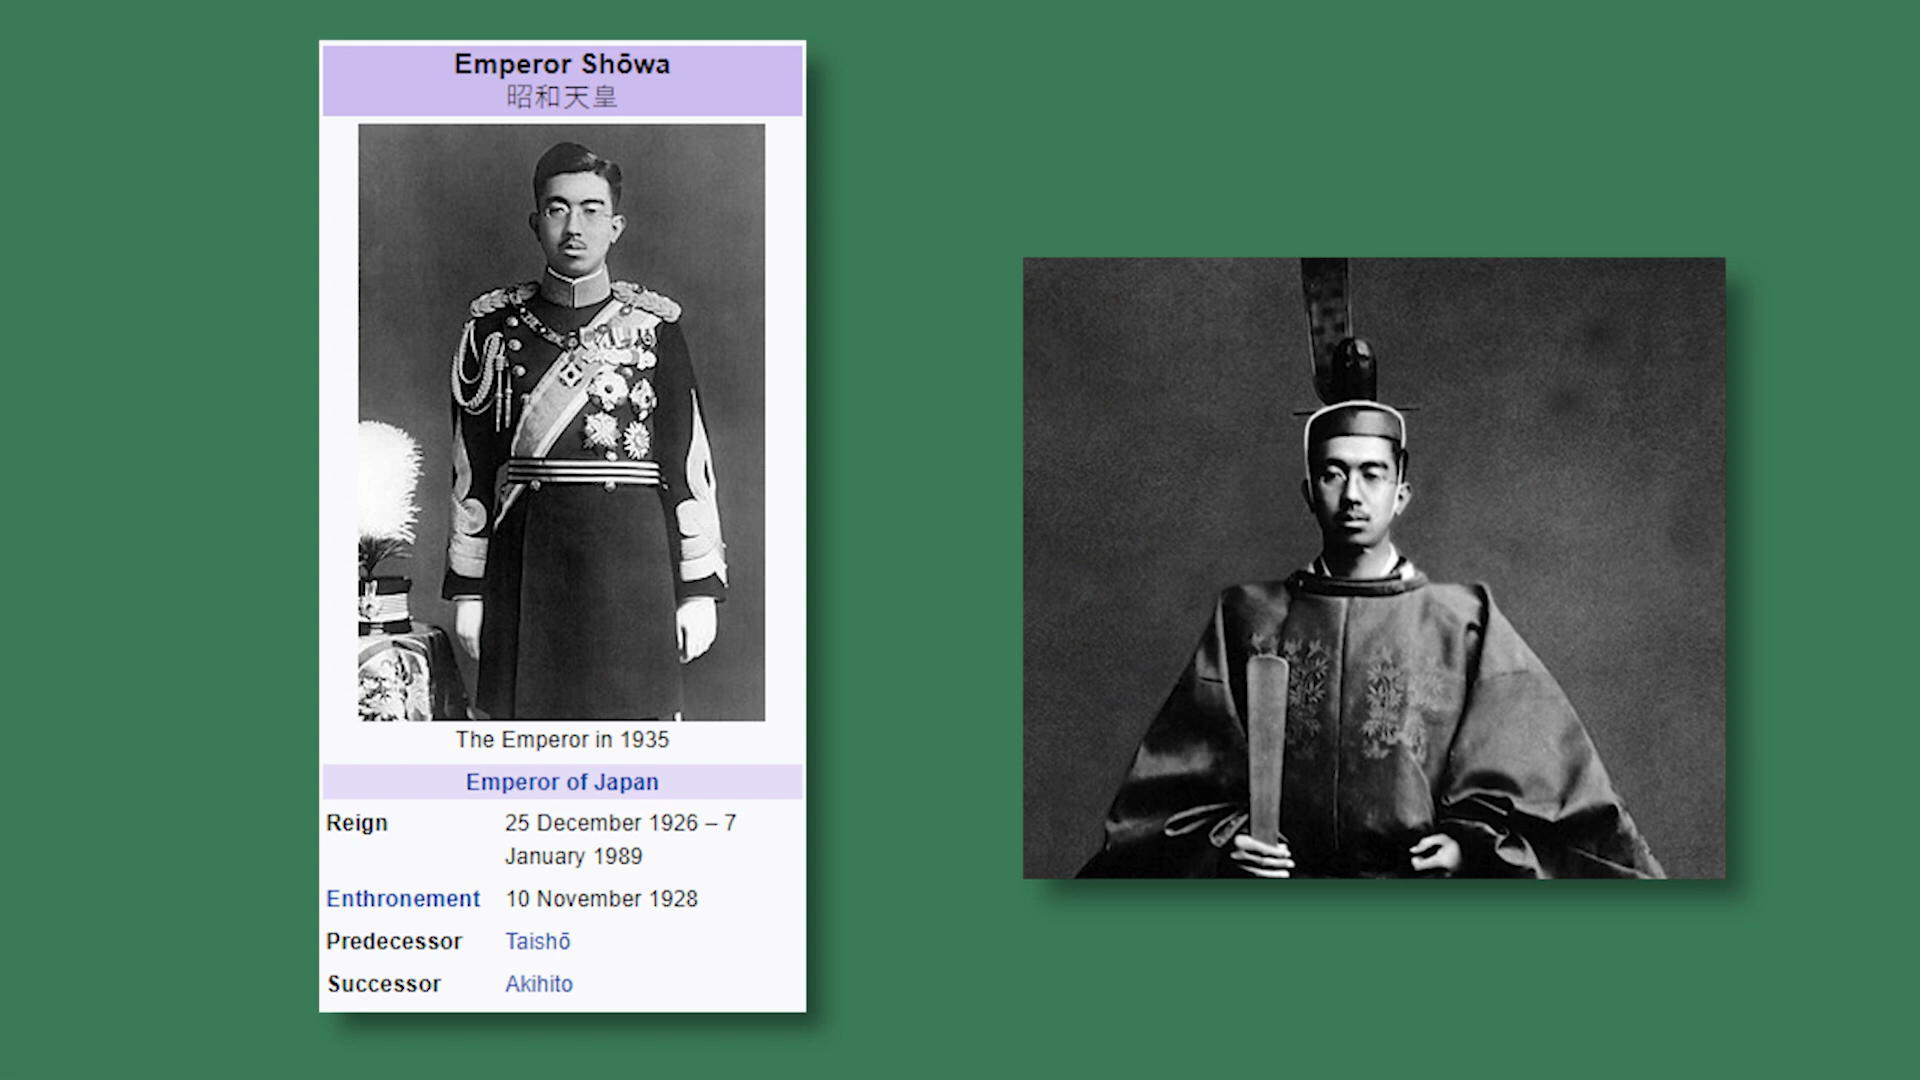 Emperor Shōwa
昭和天皇
The Emperor in 1935
Emperor of Japan
Reign 25 December 1926 – 7
January 1989
Enthronement 10 November 1928
Predecessor Taishō
Successor Akihito